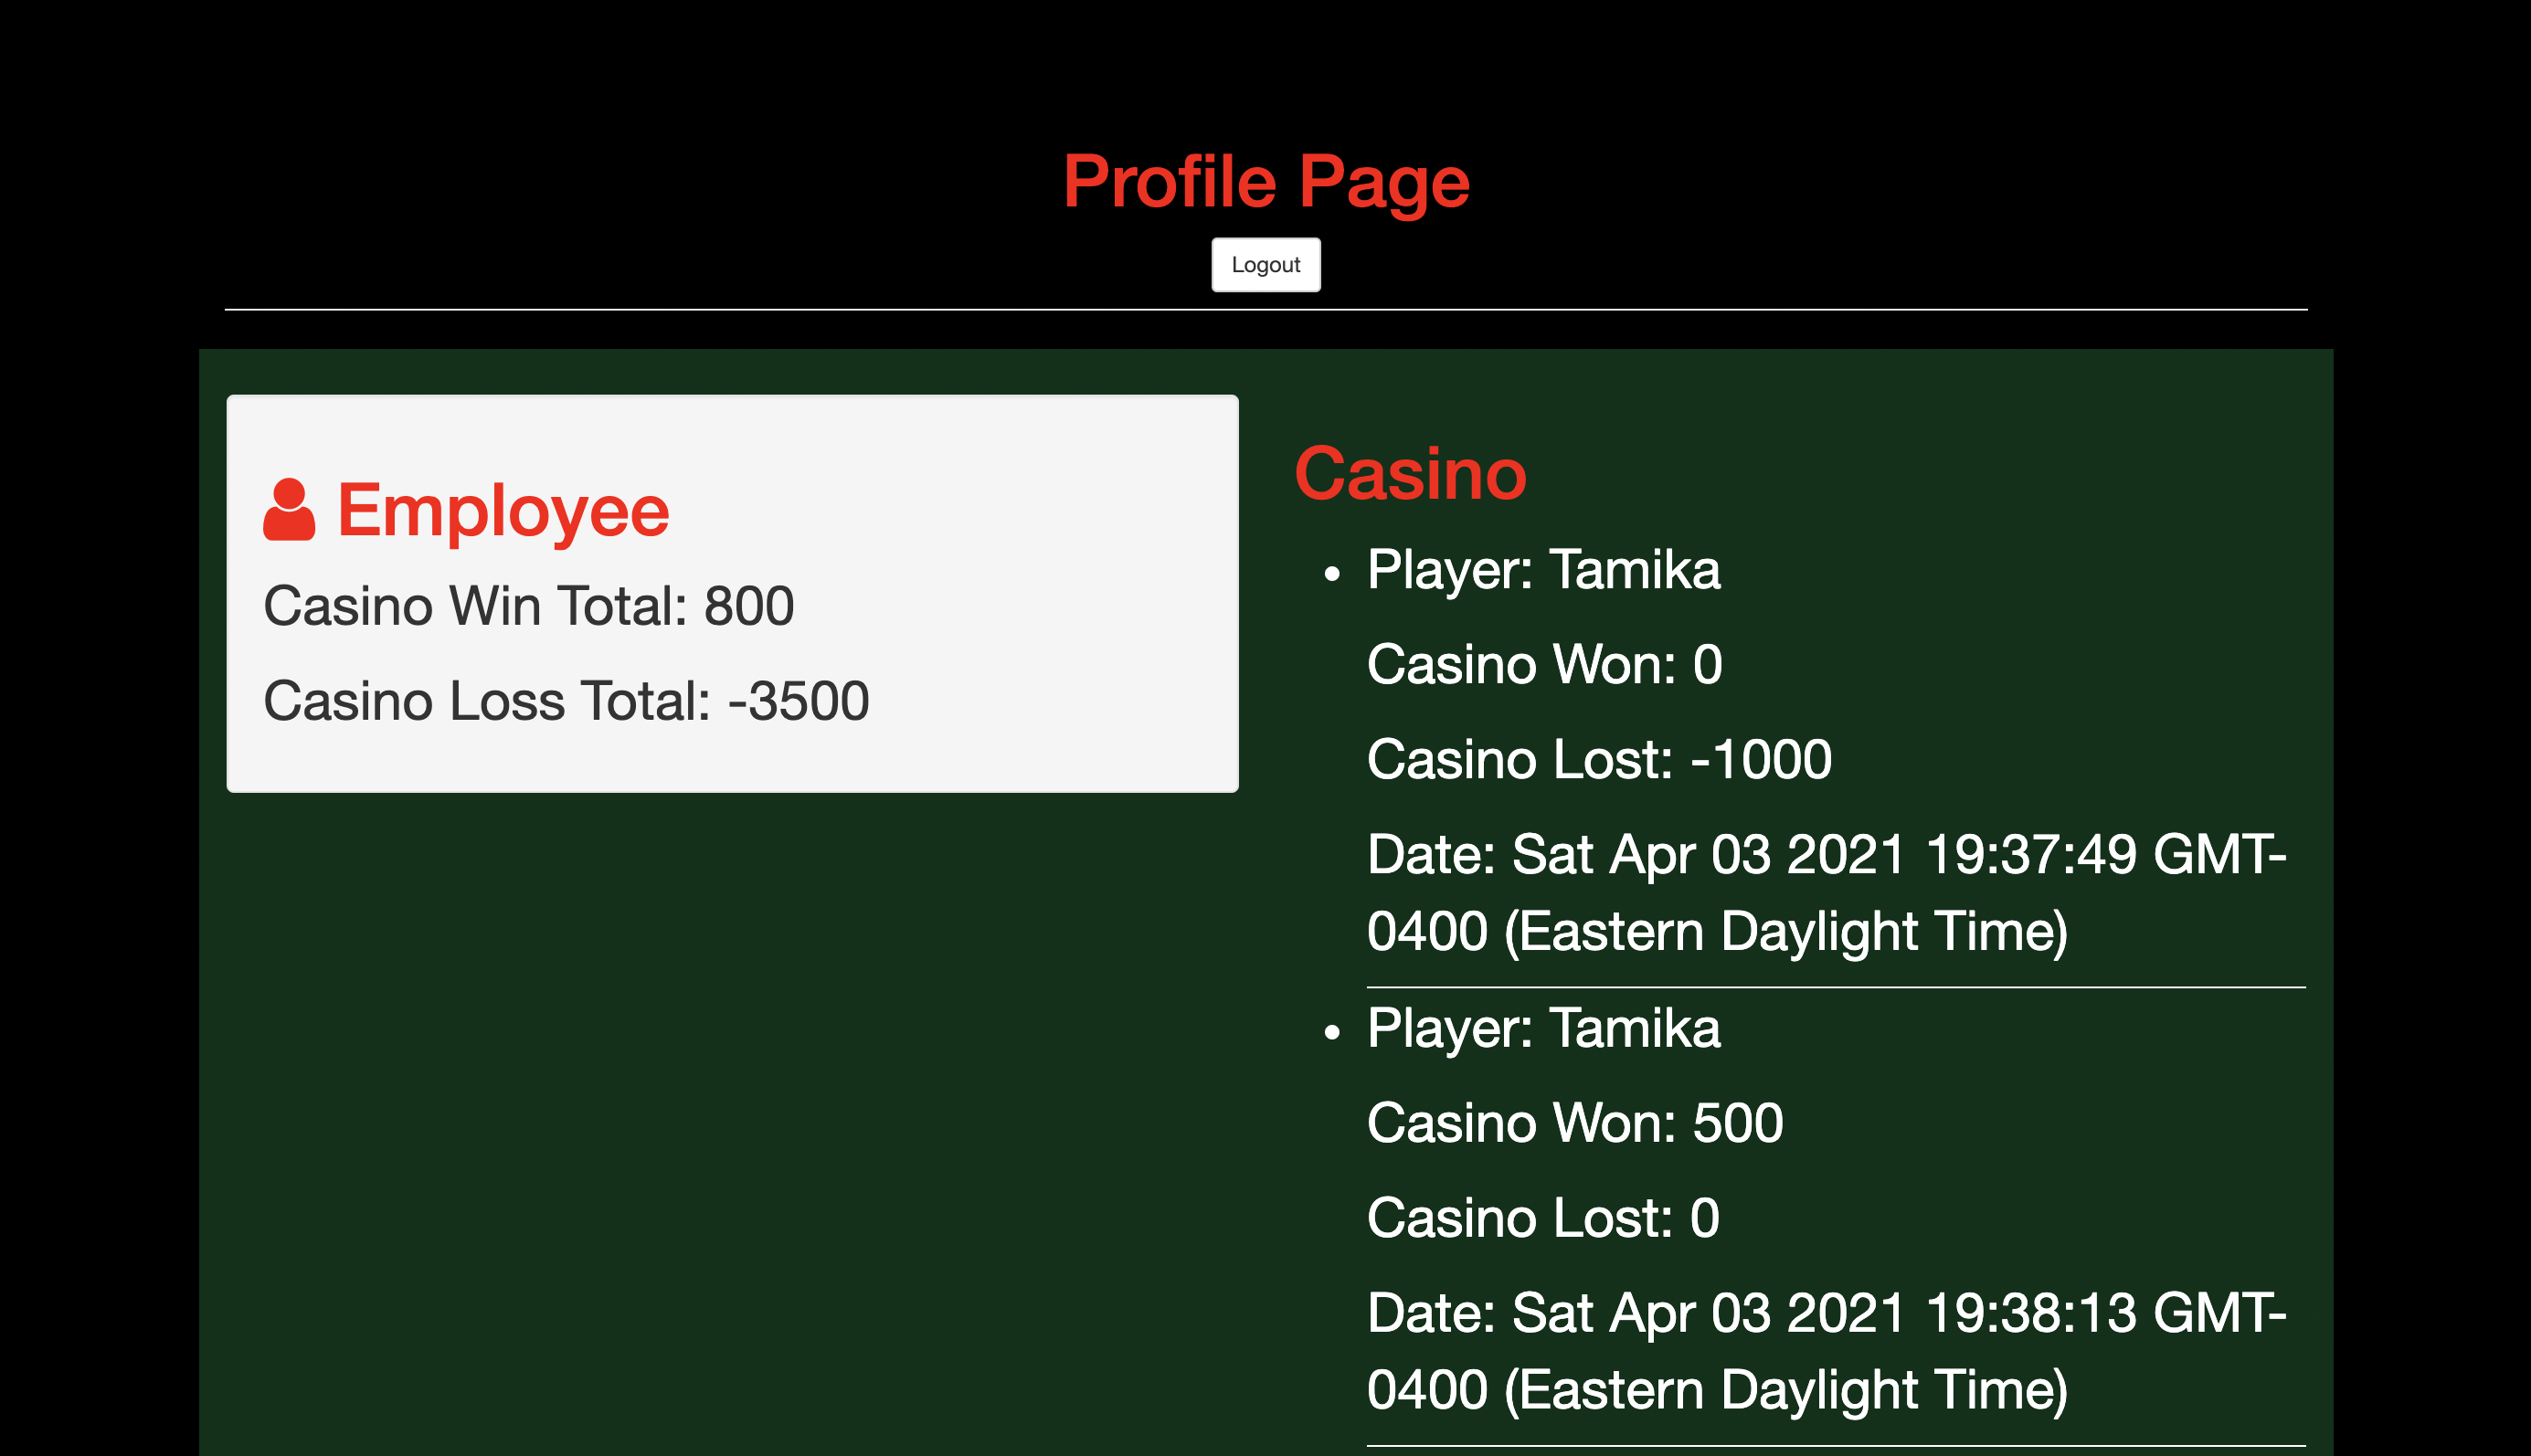 Profile Page
Logout
Employee
Casino Win Total: 800
Casino Loss Total: -3500
Casino
Player: Tamika
Casino Won: 0
Casino Lost: -1000
Date: Sat Apr 03 2021 19:37:49 GMT-
0400 (Eastern Daylight Time)
Player: Tamika
Casino Won: 500
Casino Lost: 0
Date: Sat Apr 03 2021 19:38:13 GMT-
0400 (Eastern Daylight Time)